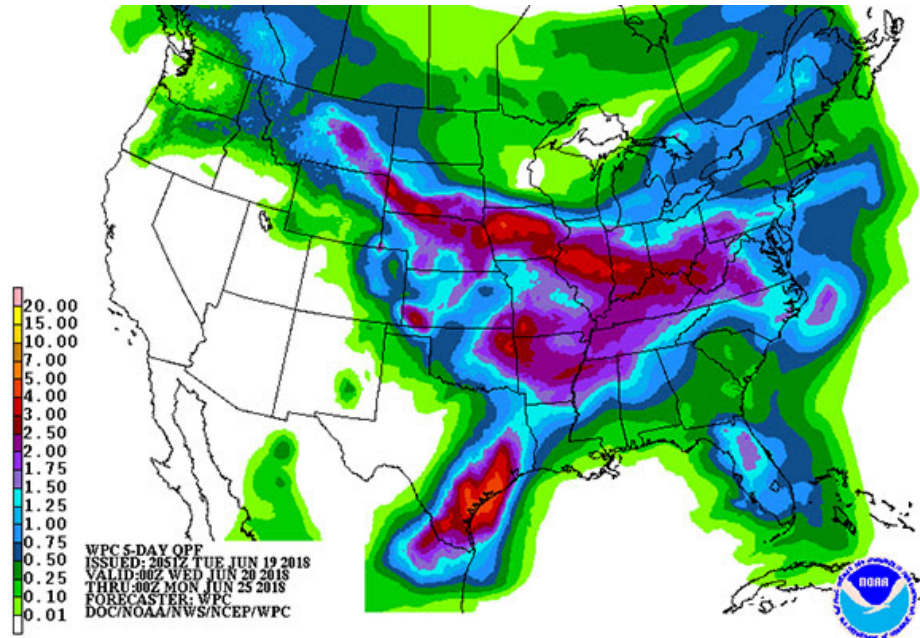 20.00
15.00
10.00
7.00
5.00
4.00
3.00
2.50
2.00
1.75
1.50
1.25
1.00
0.75
0.50
0.25
0.10
0.01
WPC 5-DAY QPF
ISSUED: 2051Z TUE JUN 19 2018
VALID:00Z WED JUN 20 2018
THRU:00Z MON JUN 25 2018
FORECASTER: WPC
DOC/NOAA/NWS/NCEP/WPC
NOAA